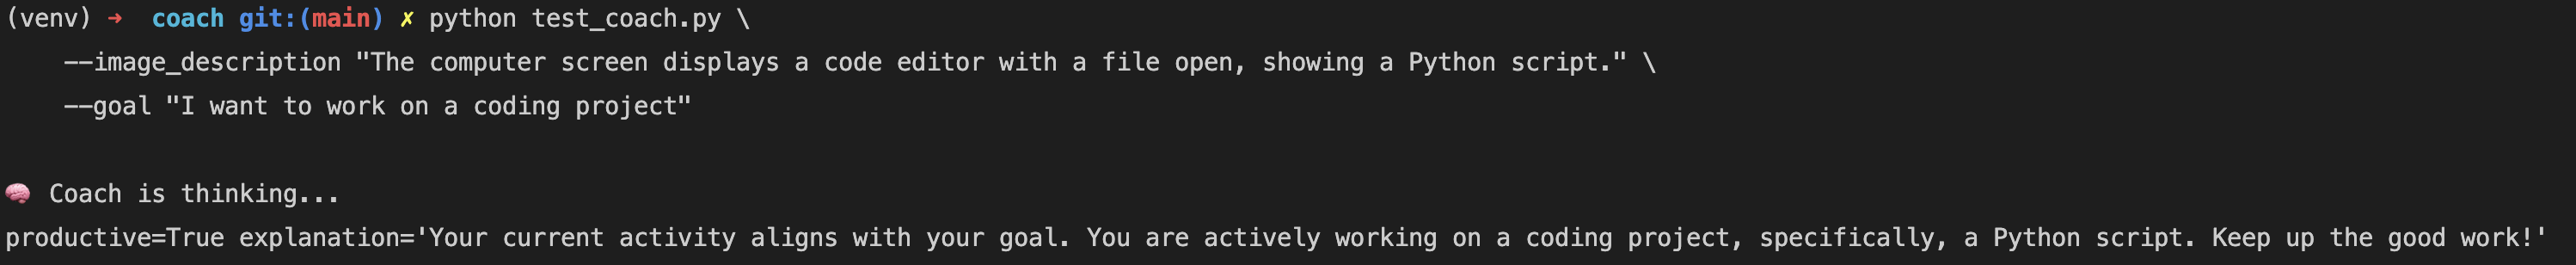 (venv) ➜ coach git:(main) ✗ python test_coach.py \
--image_description "The computer screen displays a code editor with a file open, showing a Python script." \
--goal "I want to work on a coding project"
🧠 Coach is thinking...
productive=True explanation='Your current activity aligns with your goal. You are actively working on a coding project, specifically, a Python script. Keep up the good work!'